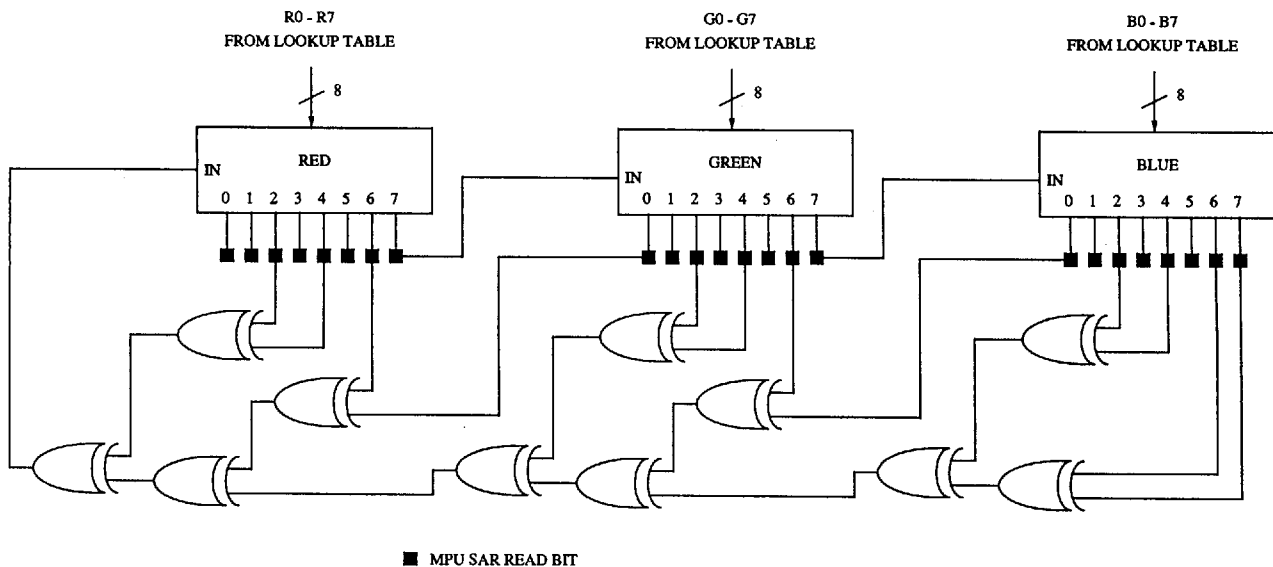 R0 - R7
FROM LOOKUP TABLE
G0 - G7
FROM LOOKUP TABLE
B0 - B7
FROM LOOKUP TABLE
8
8
8
IN
RED
0 1 2 3 4 5 6 7
IN
GREEN
0 1 2 3 4 5 6 7
IN
BLUE
0 1 2 3 4 5 6 7
MPU SAR READ BIT